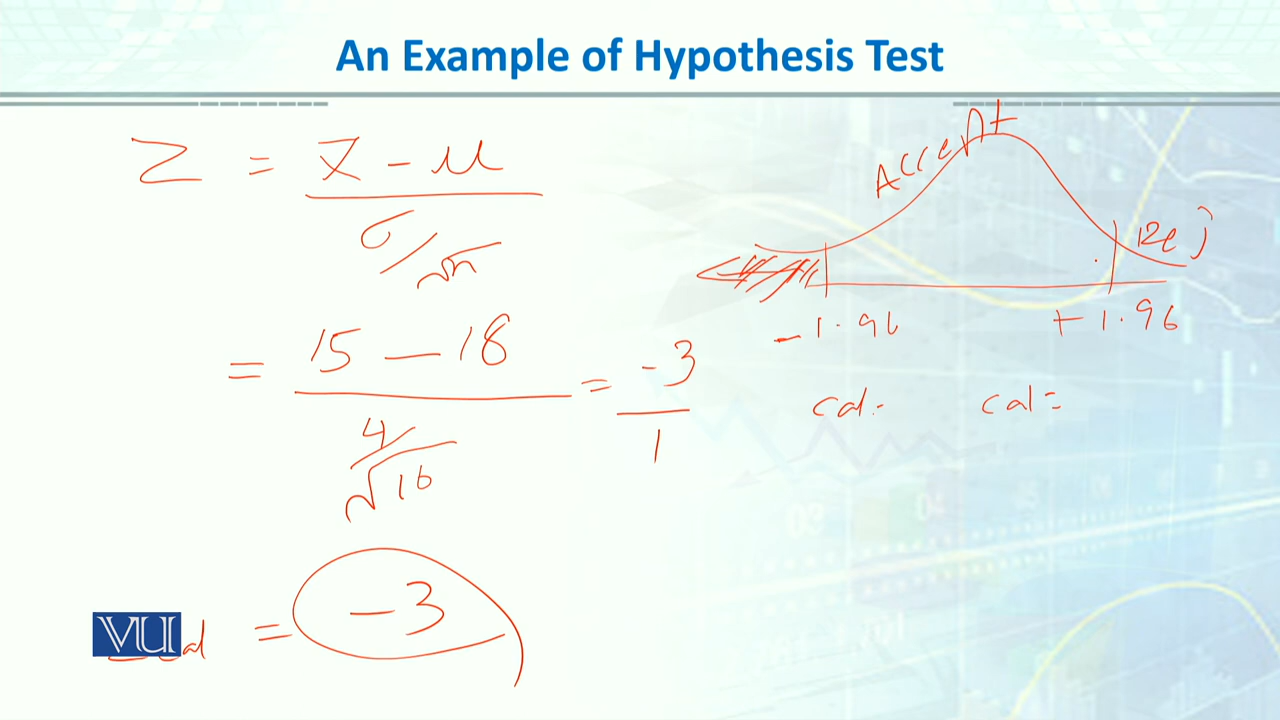 An Example of Hypothesis Test
Z = x̄ - μ
σ/√n
= 15 - 18 = -3
4/√16 1
= -3
VU
al
Accept
Rej
-1.96 +1.96
cal- cal=